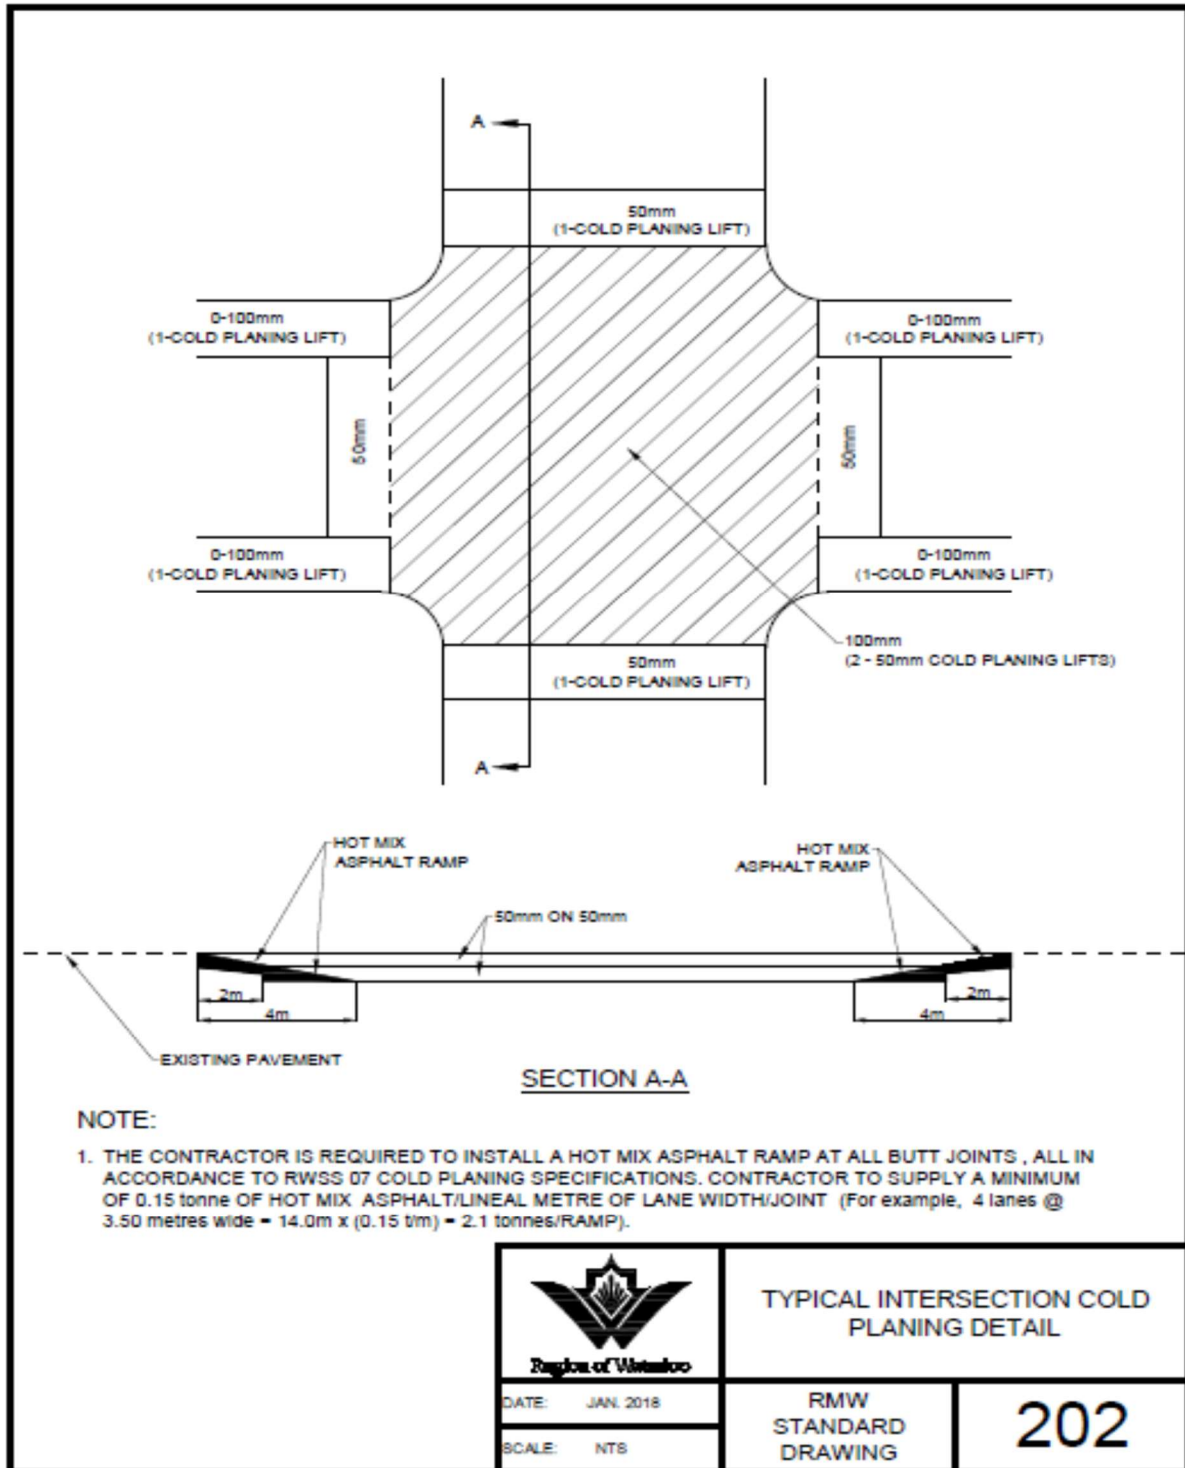 A
50mm
(1-COLD PLANING LIFT)
0-100mm
(1-COLD PLANING LIFT)
0-100mm
(1-COLD PLANING LIFT)
50mm
50mm
0-100mm
(1-COLD PLANING LIFT)
0-100mm
(1-COLD PLANING LIFT)
100mm
(2 - 50mm COLD PLANING LIFTS)
50mm
(1-COLD PLANING LIFT)
A
HOT MIX
ASPHALT RAMP
HOT MIX
ASPHALT RAMP
50mm ON 50mm
2m
4m
2m
4m
EXISTING PAVEMENT
SECTION A-A
NOTE:
1. THE CONTRACTOR IS REQUIRED TO INSTALL A HOT MIX ASPHALT RAMP AT ALL BUTT JOINTS , ALL IN
ACCORDANCE TO RWSS 07 COLD PLANING SPECIFICATIONS. CONTRACTOR TO SUPPLY A MINIMUM
OF 0.15 tonne OF HOT MIX ASPHALT/LINEAL METRE OF LANE WIDTH/JOINT (For example, 4 lanes @
3.50 metres wide = 14.0m x (0.15 t/m) = 2.1 tonnes/RAMP).
Region of Waterloo
TYPICAL INTERSECTION COLD
PLANING DETAIL
DATE: JAN. 2018
SCALE: NTS
RMW
STANDARD
DRAWING
202